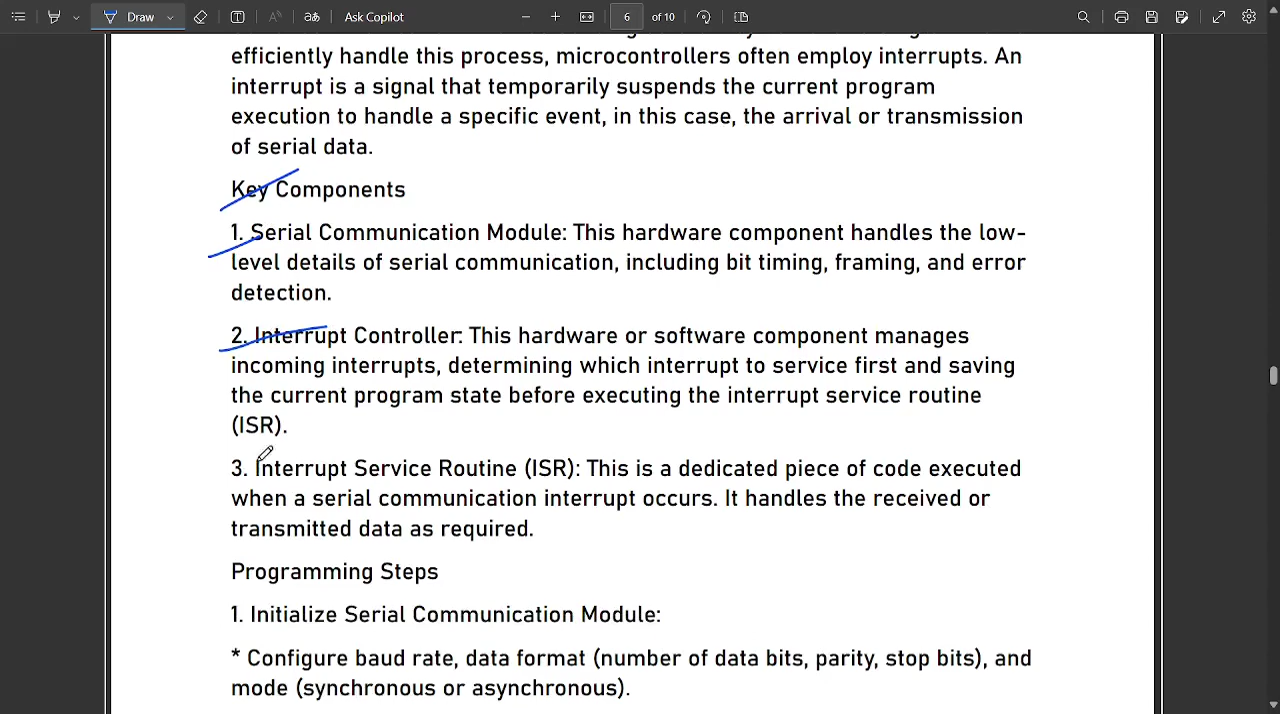 Draw
Ask Copilot
6 of 10
efficiently handle this process, microcontrollers often employ interrupts. An
interrupt is a signal that temporarily suspends the current program
execution to handle a specific event, in this case, the arrival or transmission
of serial data.
Key Components
1. Serial Communication Module: This hardware component handles the low-
level details of serial communication, including bit timing, framing, and error
detection.
2. Interrupt Controller: This hardware or software component manages
incoming interrupts, determining which interrupt to service first and saving
the current program state before executing the interrupt service routine
(ISR).
3. Interrupt Service Routine (ISR): This is a dedicated piece of code executed
when a serial communication interrupt occurs. It handles the received or
transmitted data as required.
Programming Steps
1. Initialize Serial Communication Module:
* Configure baud rate, data format (number of data bits, parity, stop bits), and
mode (synchronous or asynchronous).